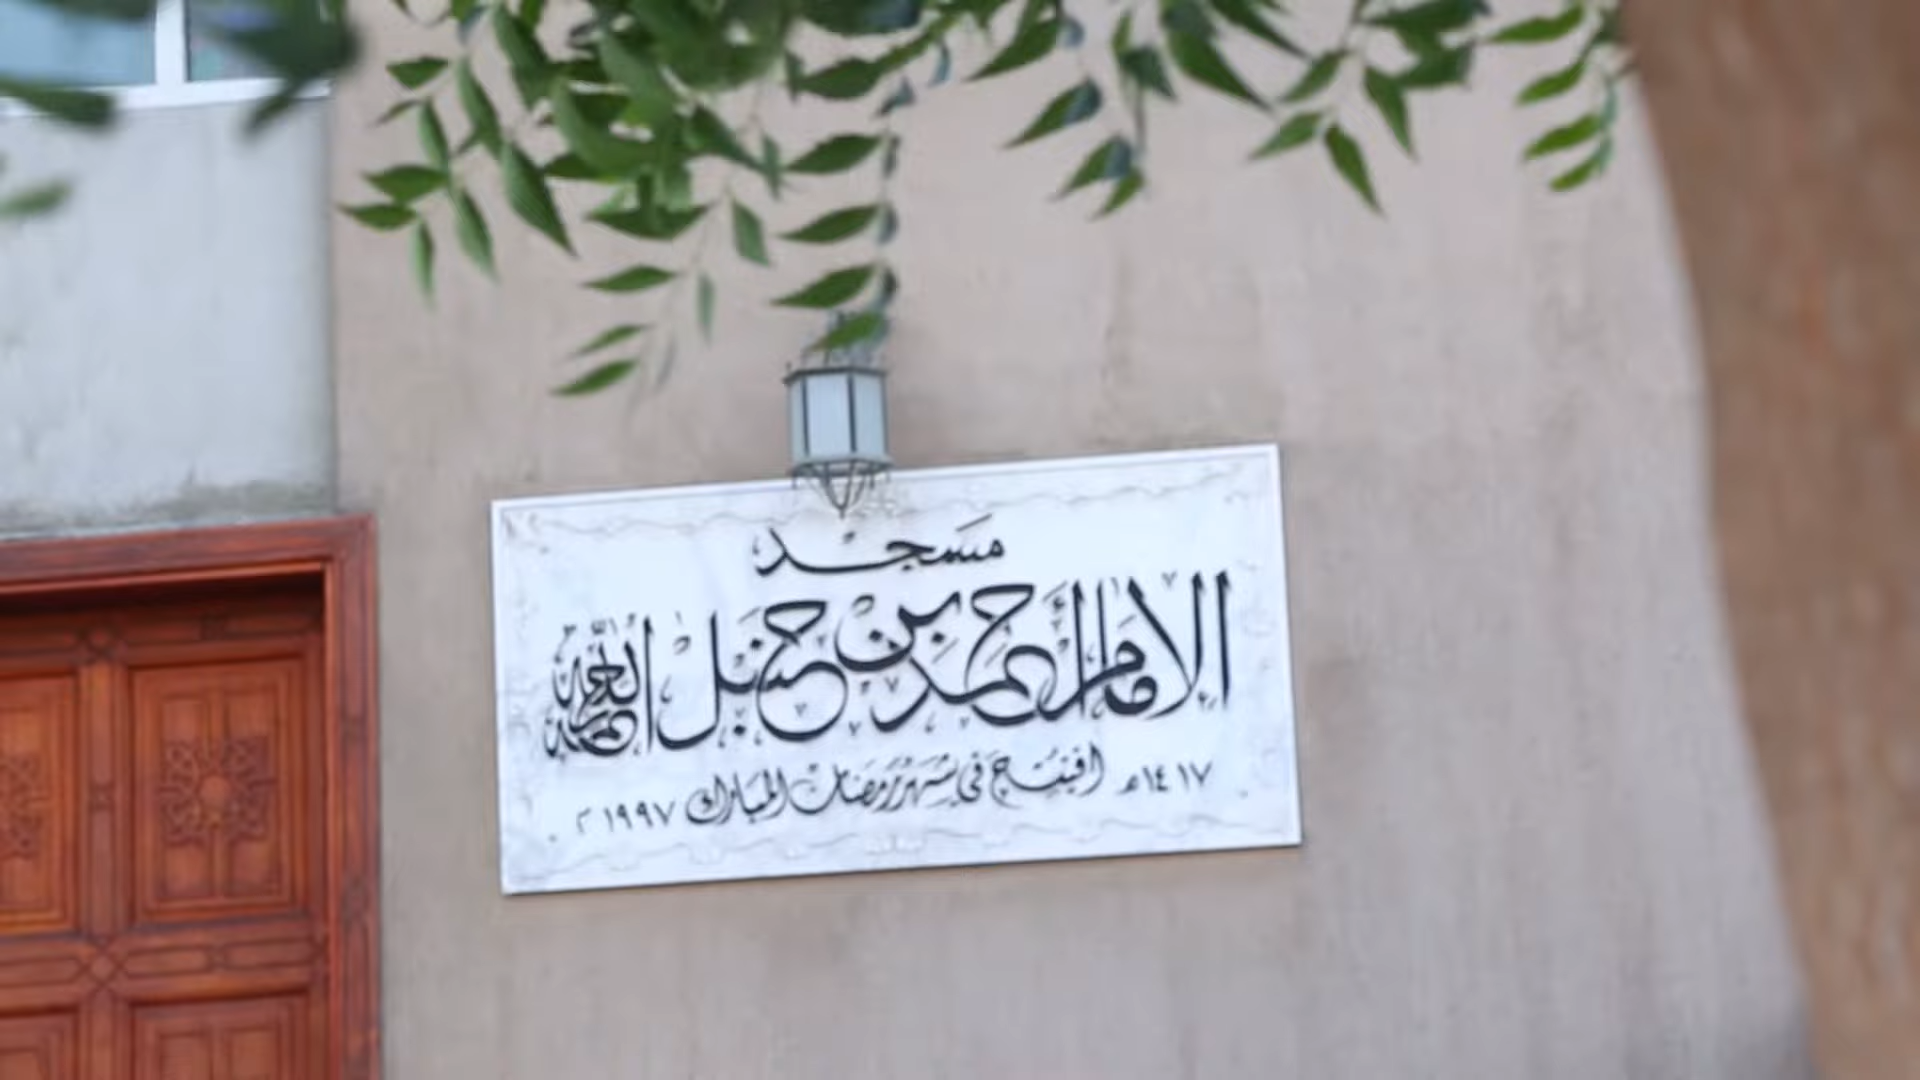 مسجد
الإمام أحمد بن حنبل رحمه الله
١٤١٧هـ افتتح في شهر رمضان المبارك ١٩٩٧م